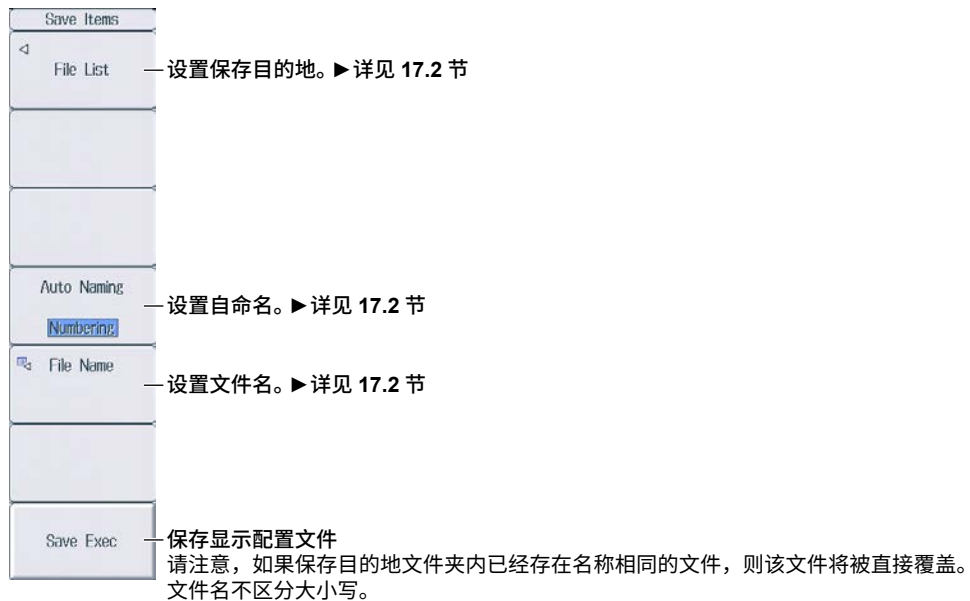 Save Items
File List
设置保存目的地。►详见 17.2 节
Auto Naming
Numbering
设置自命名。►详见 17.2 节
File Name
设置文件名。►详见 17.2 节
Save Exec
保存显示配置文件
请注意，如果保存目的地文件夹内已经存在名称相同的文件，则该文件将被直接覆盖。
文件名不区分大小写。